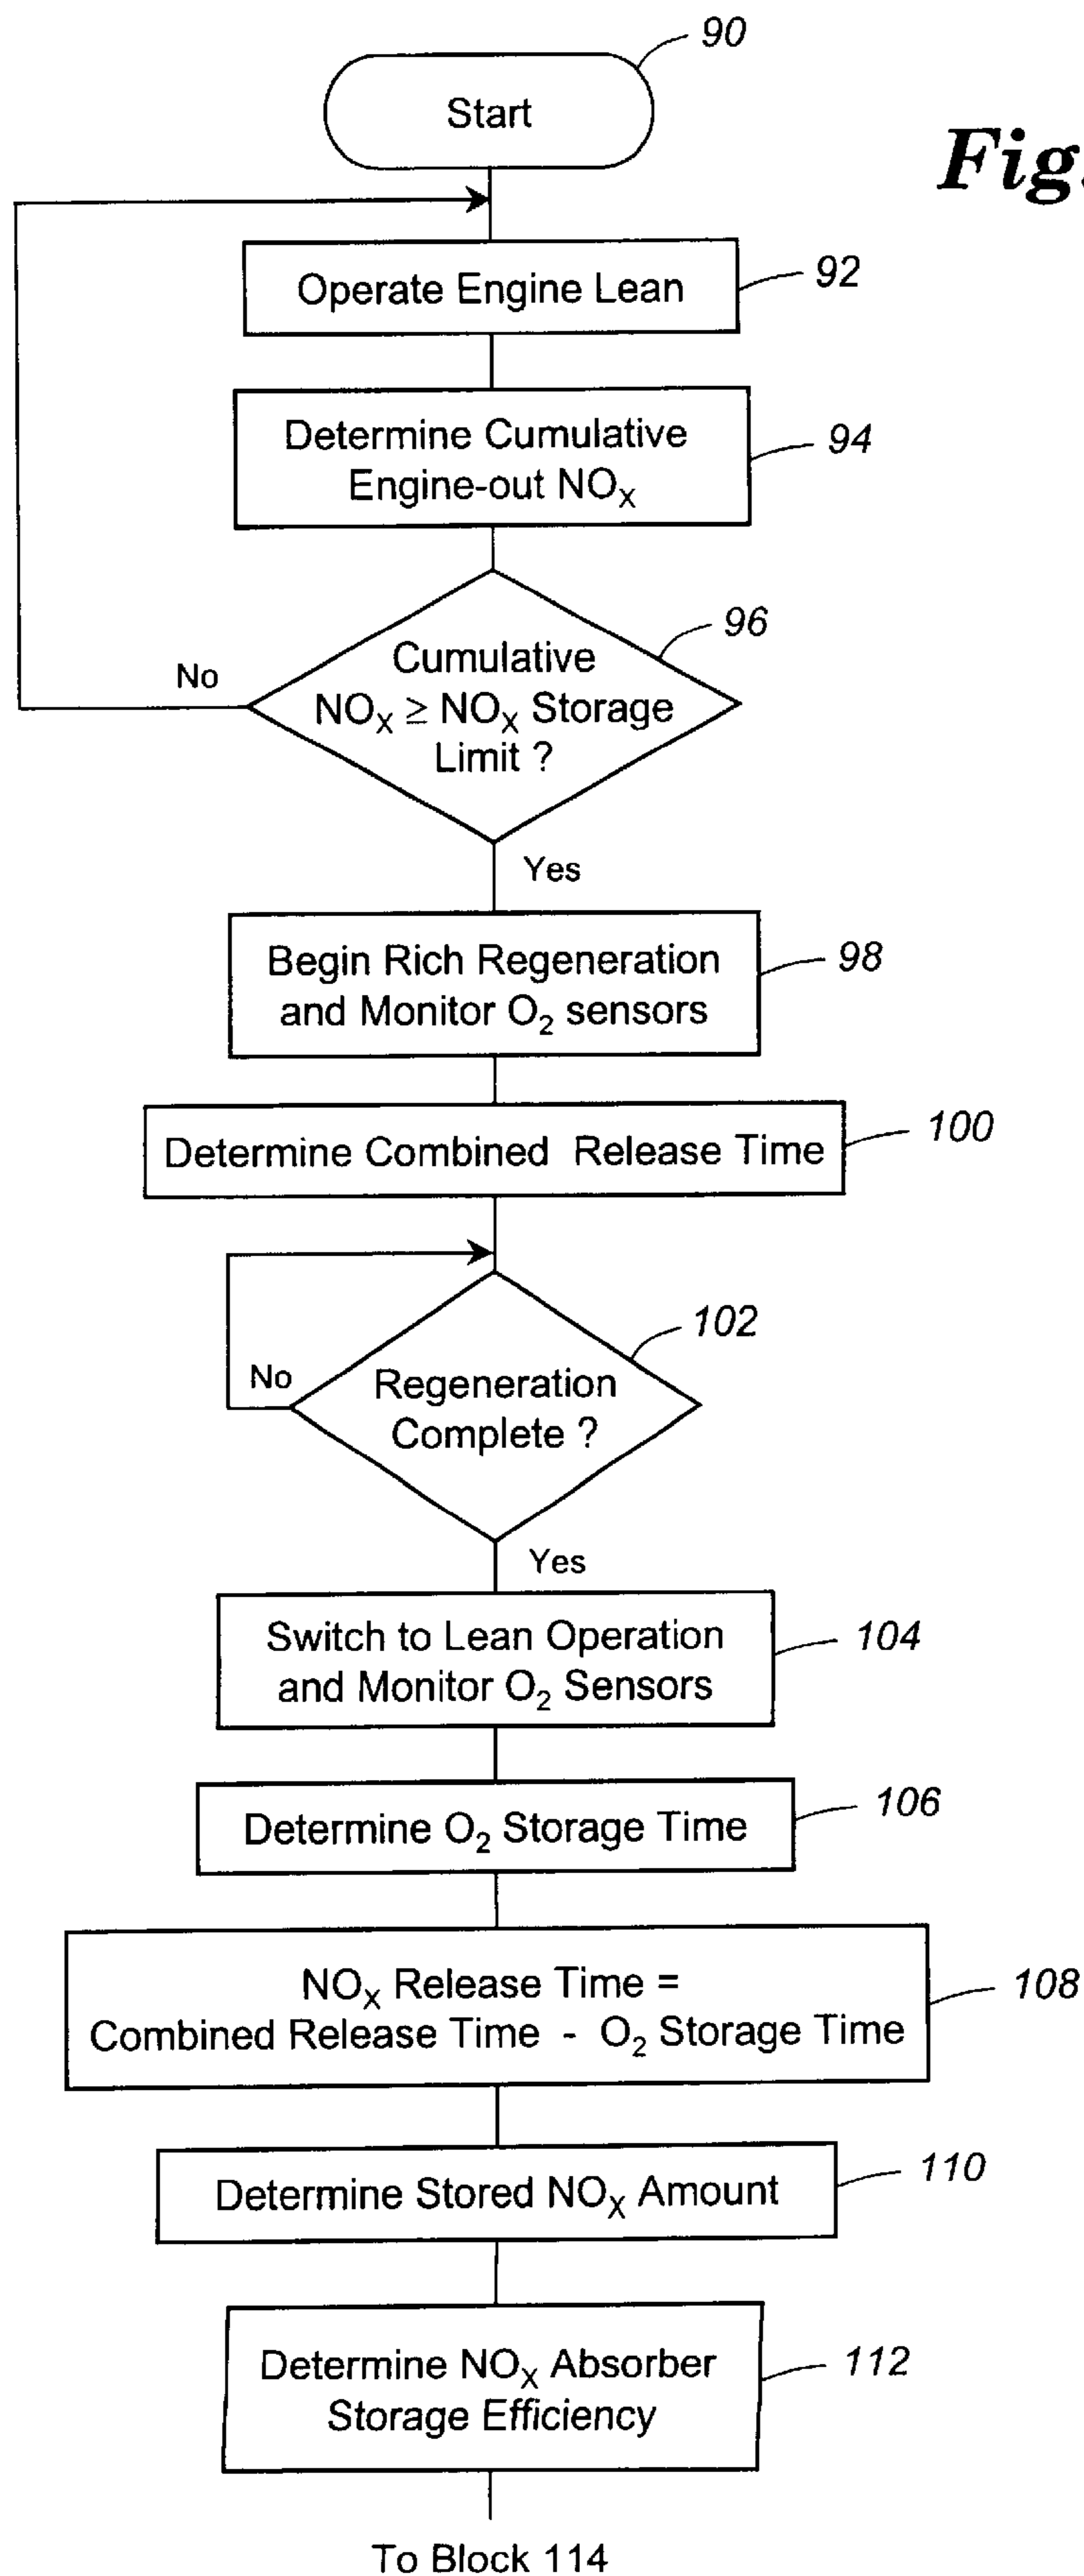 90
Start
Fig.
Operate Engine Lean
92
Determine Cumulative
Engine-out NOX
94
96
Cumulative
NOX ≥ NOX Storage
Limit ?
No
Yes
Begin Rich Regeneration
and Monitor O2 sensors
98
Determine Combined Release Time
100
102
Regeneration
Complete ?
No
Yes
Switch to Lean Operation
and Monitor O2 Sensors
104
Determine O2 Storage Time
106
NOX Release Time =
Combined Release Time - O2 Storage Time
108
Determine Stored NOX Amount
110
Determine NOX Absorber
Storage Efficiency
112
To Block 114